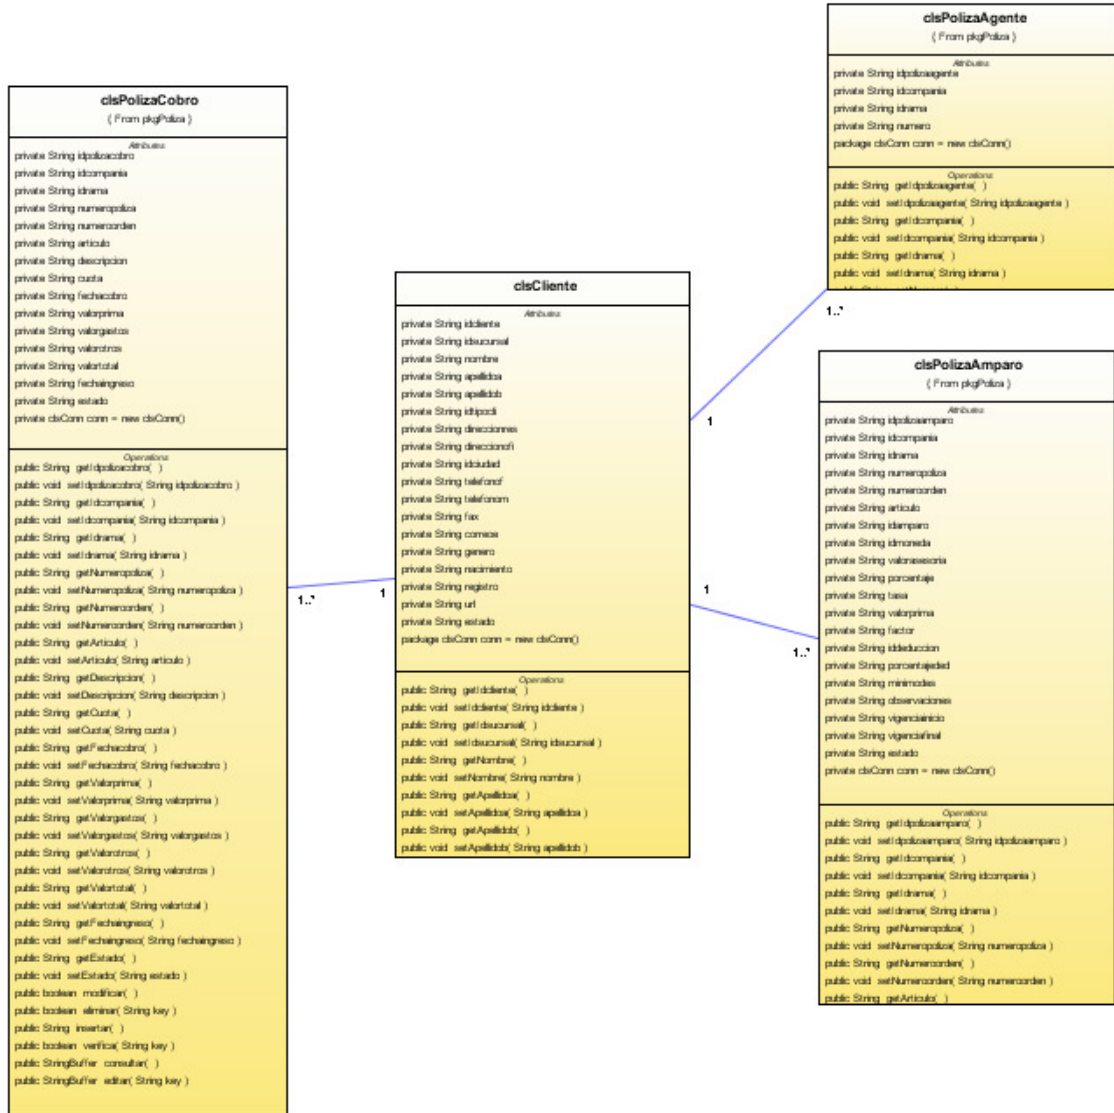 clsPolizaCobro
( From pkgPoliza )
Attributes
private String idpolizacobro
private String idcompania
private String idrama
private String numeropoliza
private String numeroorden
private String articulo
private String descripcion
private String cuota
private String fechacobro
private String valorprima
private String valorgastos
private String valorotros
private String valortotal
private String fechaingreso
private String estado
private clsConn conn = new clsConn()
Operations
public String getIdpolizacobro( )
public void setIdpolizacobro( String idpolizacobro )
public String getIdcompania( )
public void setIdcompania( String idcompania )
public String getIdrama( )
public void setIdrama( String idrama )
public String getNumeropoliza( )
public void setNumeropoliza( String numeropoliza )
public String getNumeroorden( )
public void setNumeroorden( String numeroorden )
public String getArticulo( )
public void setArticulo( String articulo )
public String getDescripcion( )
public void setDescripcion( String descripcion )
public String getCuota( )
public void setCuota( String cuota )
public String getFechacobro( )
public void setFechacobro( String fechacobro )
public String getValorprima( )
public void setValorprima( String valorprima )
public String getValorgastos( )
public void setValorgastos( String valorgastos )
public String getValorotros( )
public void setValorotros( String valorotros )
public String getValortotal( )
public void setValortotal( String valortotal )
public String getFechaingreso( )
public void setFechaingreso( String fechaingreso )
public String getEstado( )
public void setEstado( String estado )
public boolean modificar( )
public boolean eliminar( String key )
public String insertar( )
public boolean verifica( String key )
public StringBuffer consultar( )
public StringBuffer editar( String key )
1..*
1
clsCliente
Attributes
private String idcliente
private String idsucursal
private String nombre
private String apellidoa
private String apellidob
private String idtipocli
private String direccionres
private String direccionofi
private String idciudad
private String telefonof
private String telefonom
private String fax
private String correoe
private String genero
private String nacimiento
private String registro
private String url
private String estado
package clsConn conn = new clsConn()
Operations
public String getIdcliente( )
public void setIdcliente( String idcliente )
public String getIdsucursal( )
public void setIdsucursal( String idsucursal )
public String getNombre( )
public void setNombre( String nombre )
public String getApellidoa( )
public void setApellidoa( String apellidoa )
public String getApellidob( )
public void setApellidob( String apellidob )
1
1..*
1
1..*
clsPolizaAgente
( From pkgPoliza )
Attributes
private String idpolizaagente
private String idcompania
private String idrama
private String numero
package clsConn conn = new clsConn()
Operations
public String getIdpolizaagente( )
public void setIdpolizaagente( String idpolizaagente )
public String getIdcompania( )
public void setIdcompania( String idcompania )
public String getIdrama( )
public void setIdrama( String idrama )
clsPolizaAmparo
( From pkgPoliza )
Attributes
private String idpolizaamparo
private String idcompania
private String idrama
private String numeropoliza
private String numeroorden
private String articulo
private String idamparo
private String idmoneda
private String valorasesoria
private String porcentaje
private String tasa
private String valorprima
private String factor
private String iddeduccion
private String porcentajeded
private String minimodes
private String observaciones
private String vigenciainicio
private String vigenciafinal
private String estado
private clsConn conn = new clsConn()
Operations
public String getIdpolizaamparo( )
public void setIdpolizaamparo( String idpolizaamparo )
public String getIdcompania( )
public void setIdcompania( String idcompania )
public String getIdrama( )
public void setIdrama( String idrama )
public String getNumeropoliza( )
public void setNumeropoliza( String numeropoliza )
public String getNumeroorden( )
public void setNumeroorden( String numeroorden )
public String getArticulo( )